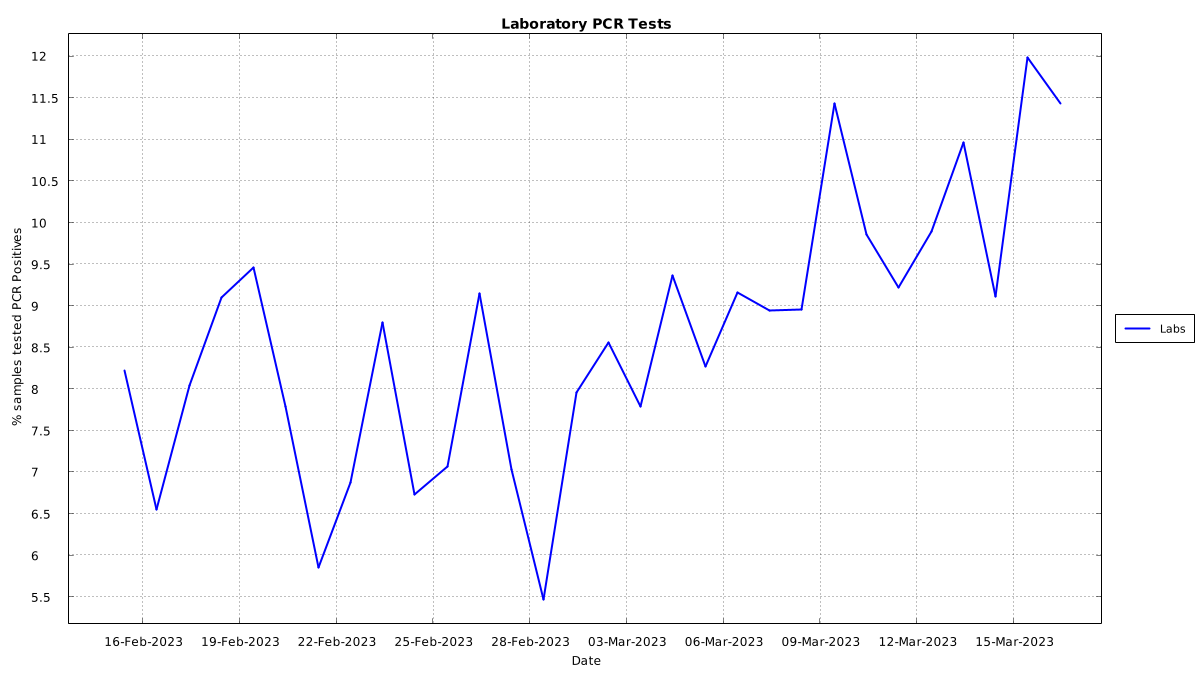 Laboratory PCR Tests
% samples tested PCR Positives
12
11.5
11
10.5
10
9.5
9
8.5
8
7.5
7
6.5
6
5.5
Labs
16-Feb-2023 19-Feb-2023 22-Feb-2023 25-Feb-2023 28-Feb-2023 03-Mar-2023 06-Mar-2023 09-Mar-2023 12-Mar-2023 15-Mar-2023
Date